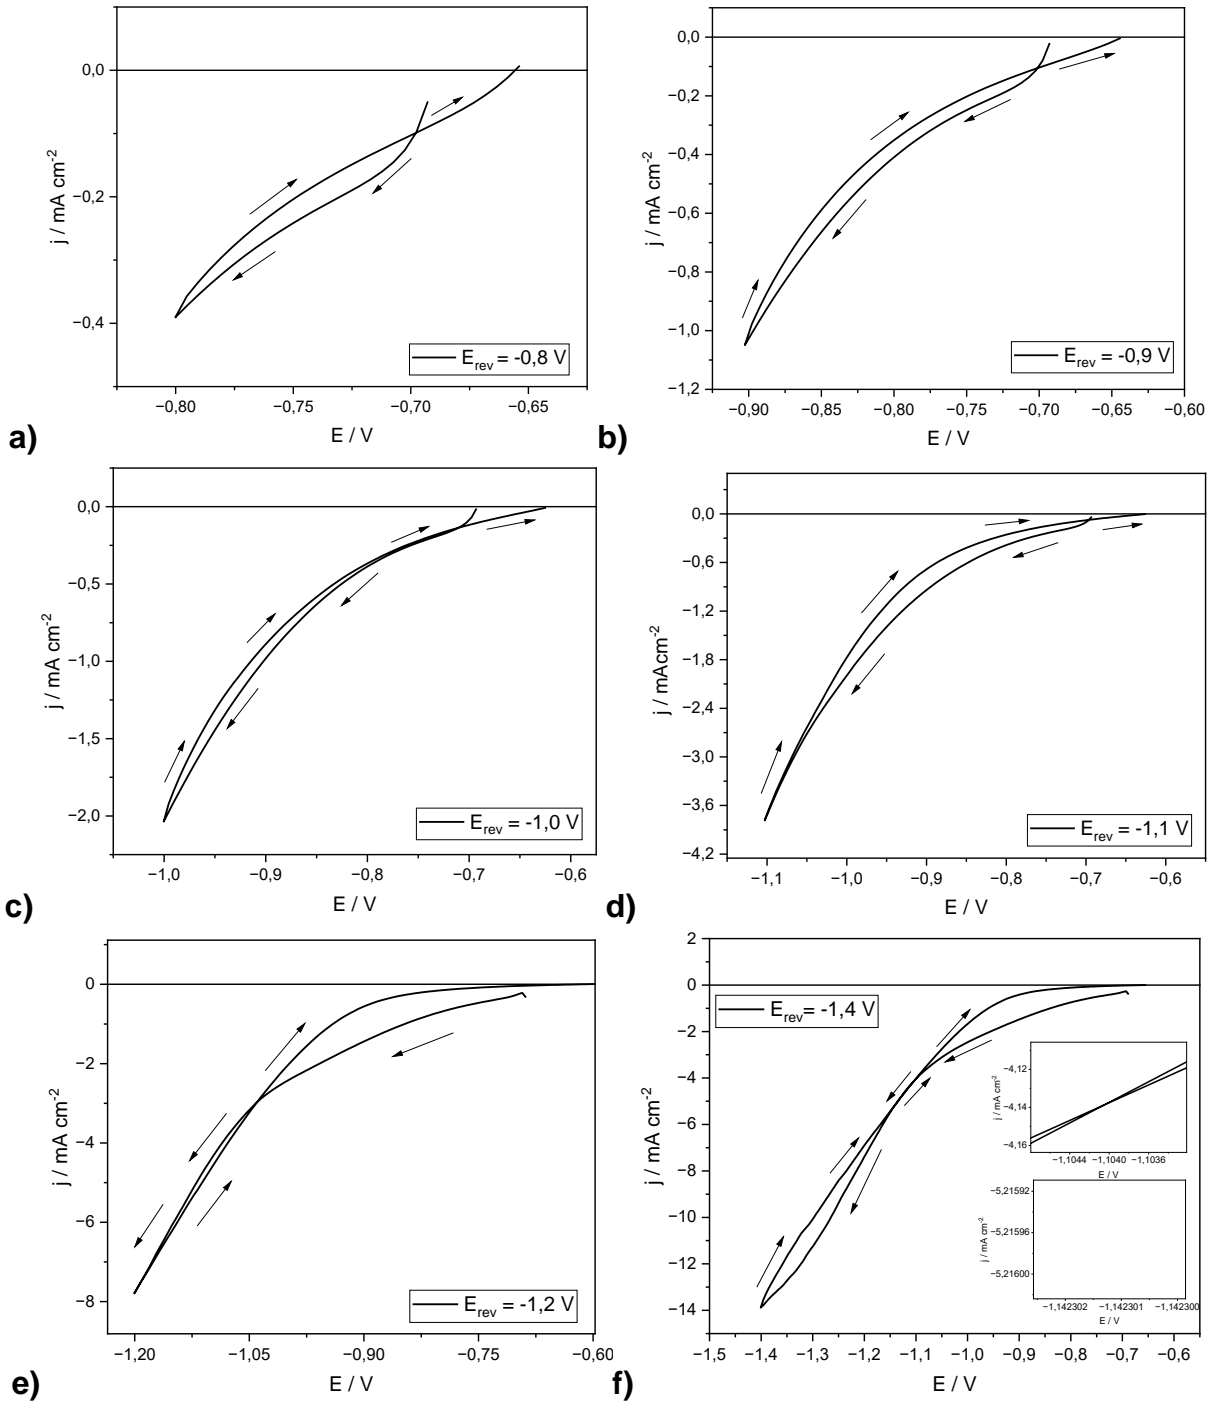 0,0
−0,2
−0,4
j / mA cm-2
−0,80 −0,75 −0,70 −0,65
E / V
Erev = -0,8 V
a)
0,0
−0,2
−0,4
−0,6
−0,8
−1,0
−1,2
j / mA cm-2
−0,90 −0,85 −0,80 −0,75 −0,70 −0,65 −0,60
E / V
Erev = -0,9 V
b)
0,0
−0,5
−1,0
−1,5
−2,0
j / mA cm-2
−1,0 −0,9 −0,8 −0,7 −0,6
E / V
Erev = -1,0 V
c)
0,0
−0,6
−1,2
−1,8
−2,4
−3,0
−3,6
−4,2
j / mAcm-2
−1,1 −1,0 −0,9 −0,8 −0,7 −0,6
E / V
Erev = -1,1 V
d)
0
−2
−4
−6
−8
j / mA cm-2
−1,20 −1,05 −0,90 −0,75 −0,60
E / V
Erev = -1,2 V
e)
2
0
−2
−4
−6
−8
−10
−12
−14
j / mA cm-2
−1,5 −1,4 −1,3 −1,2 −1,1 −1,0 −0,9 −0,8 −0,7 −0,6
E / V
Erev= -1,4 V
−4,12
−4,14
−4,16
j / mA cm-2
−1,1044 −1,1040 −1,1036
E / V
−5,21592
−5,21596
−5,21600
j / mA cm-2
−1,142302 −1,142301 −1,142300
E / V
f)